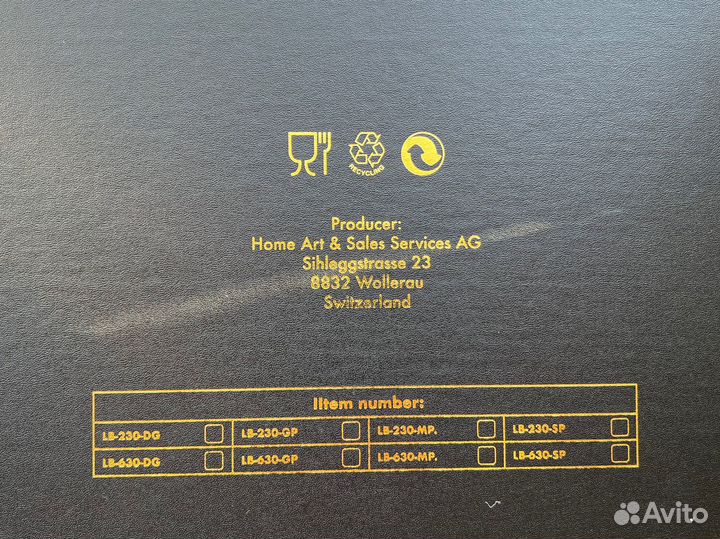 RECYCLING
Producer:
Home Art & Sales Services AG
Sihleggstrasse 23
8832 Wollerau
Switzerland
IItem number:
LB-230-DG LB-230-GP LB-230-MP. LB-230-SP
LB-630-DG LB-630-GP LB-630-MP. LB-630-SP
Avito